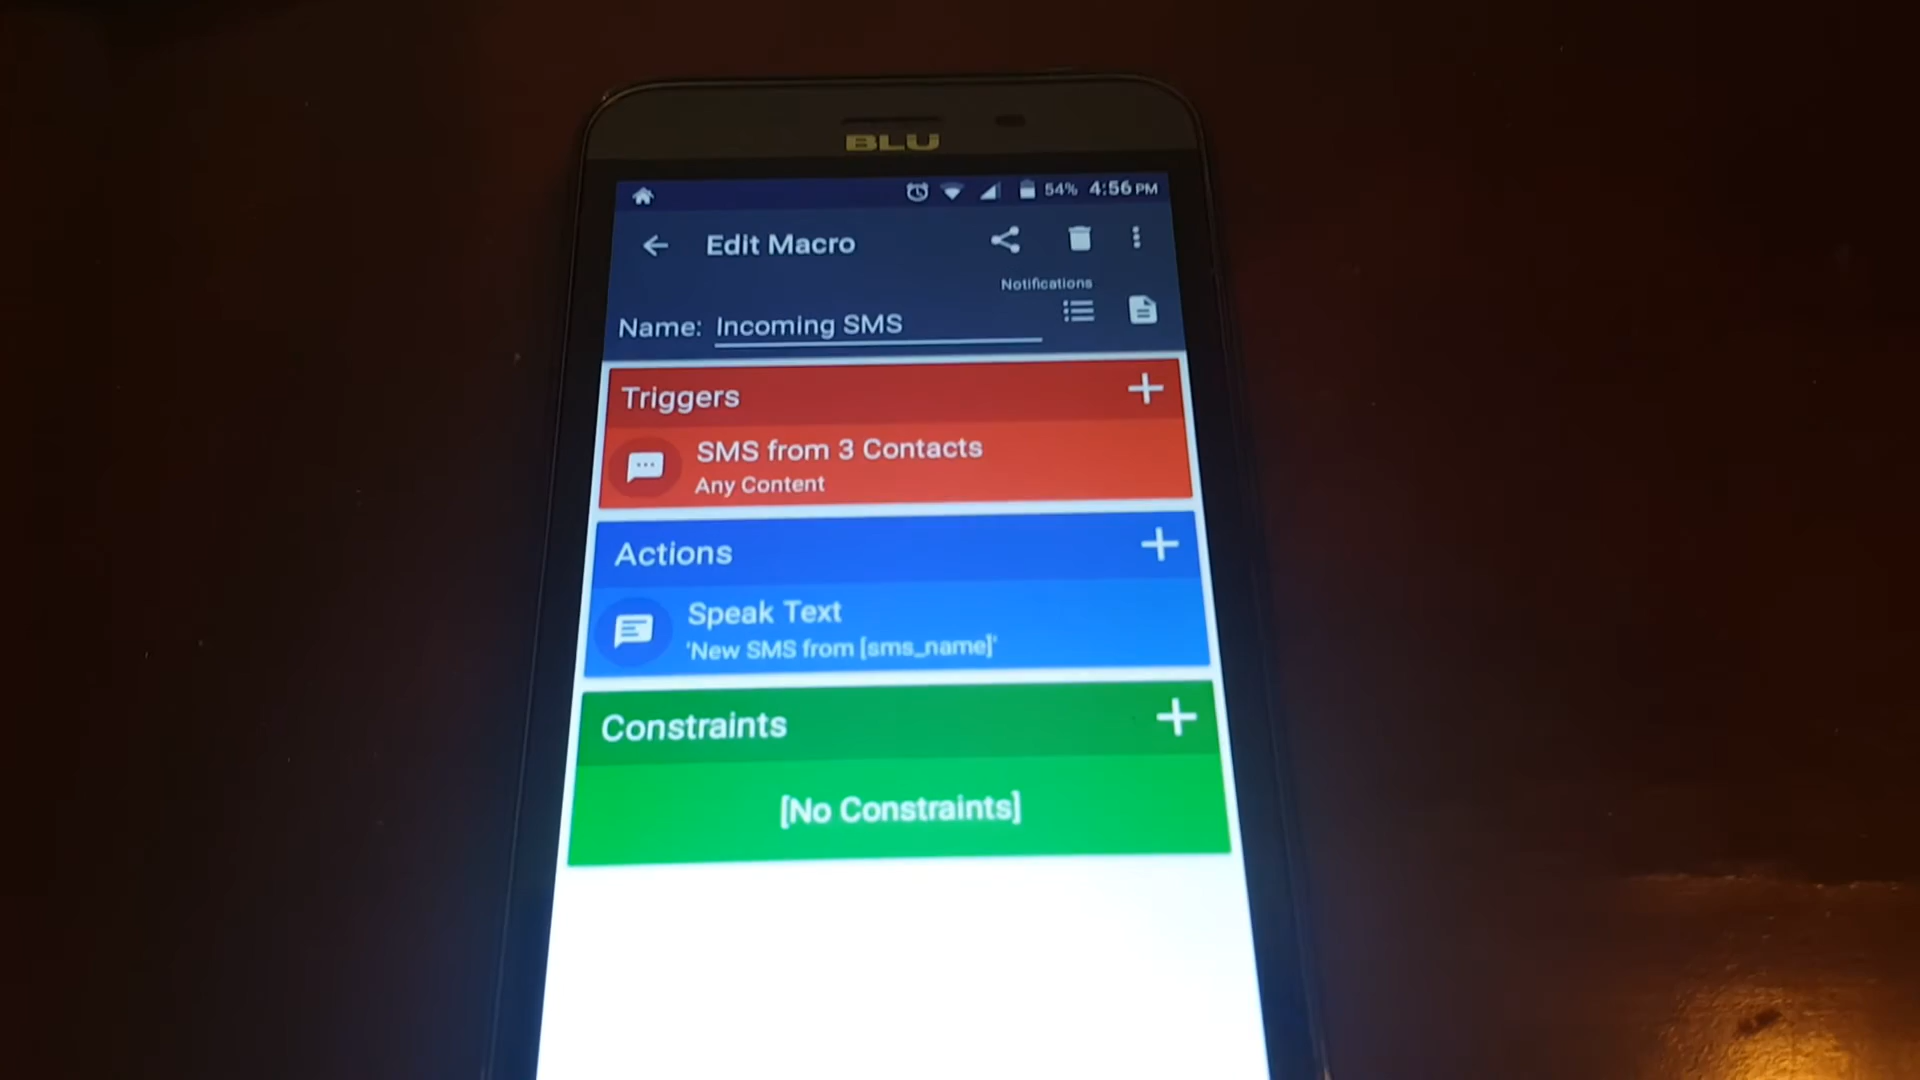 BLU
54% 4:56 PM
Edit Macro
Notifications
Name: Incoming SMS
Triggers
SMS from 3 Contacts
Any Content
Actions
Speak Text
'New SMS from [sms_name]'
Constraints
[No Constraints]